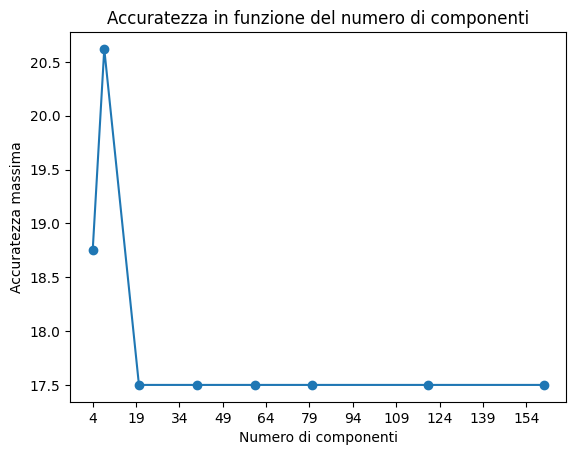 Accuratezza in funzione del numero di componenti
Accuratezza massima
20.5
20.0
19.5
19.0
18.5
18.0
17.5
4 19 34 49 64 79 94 109 124 139 154
Numero di componenti